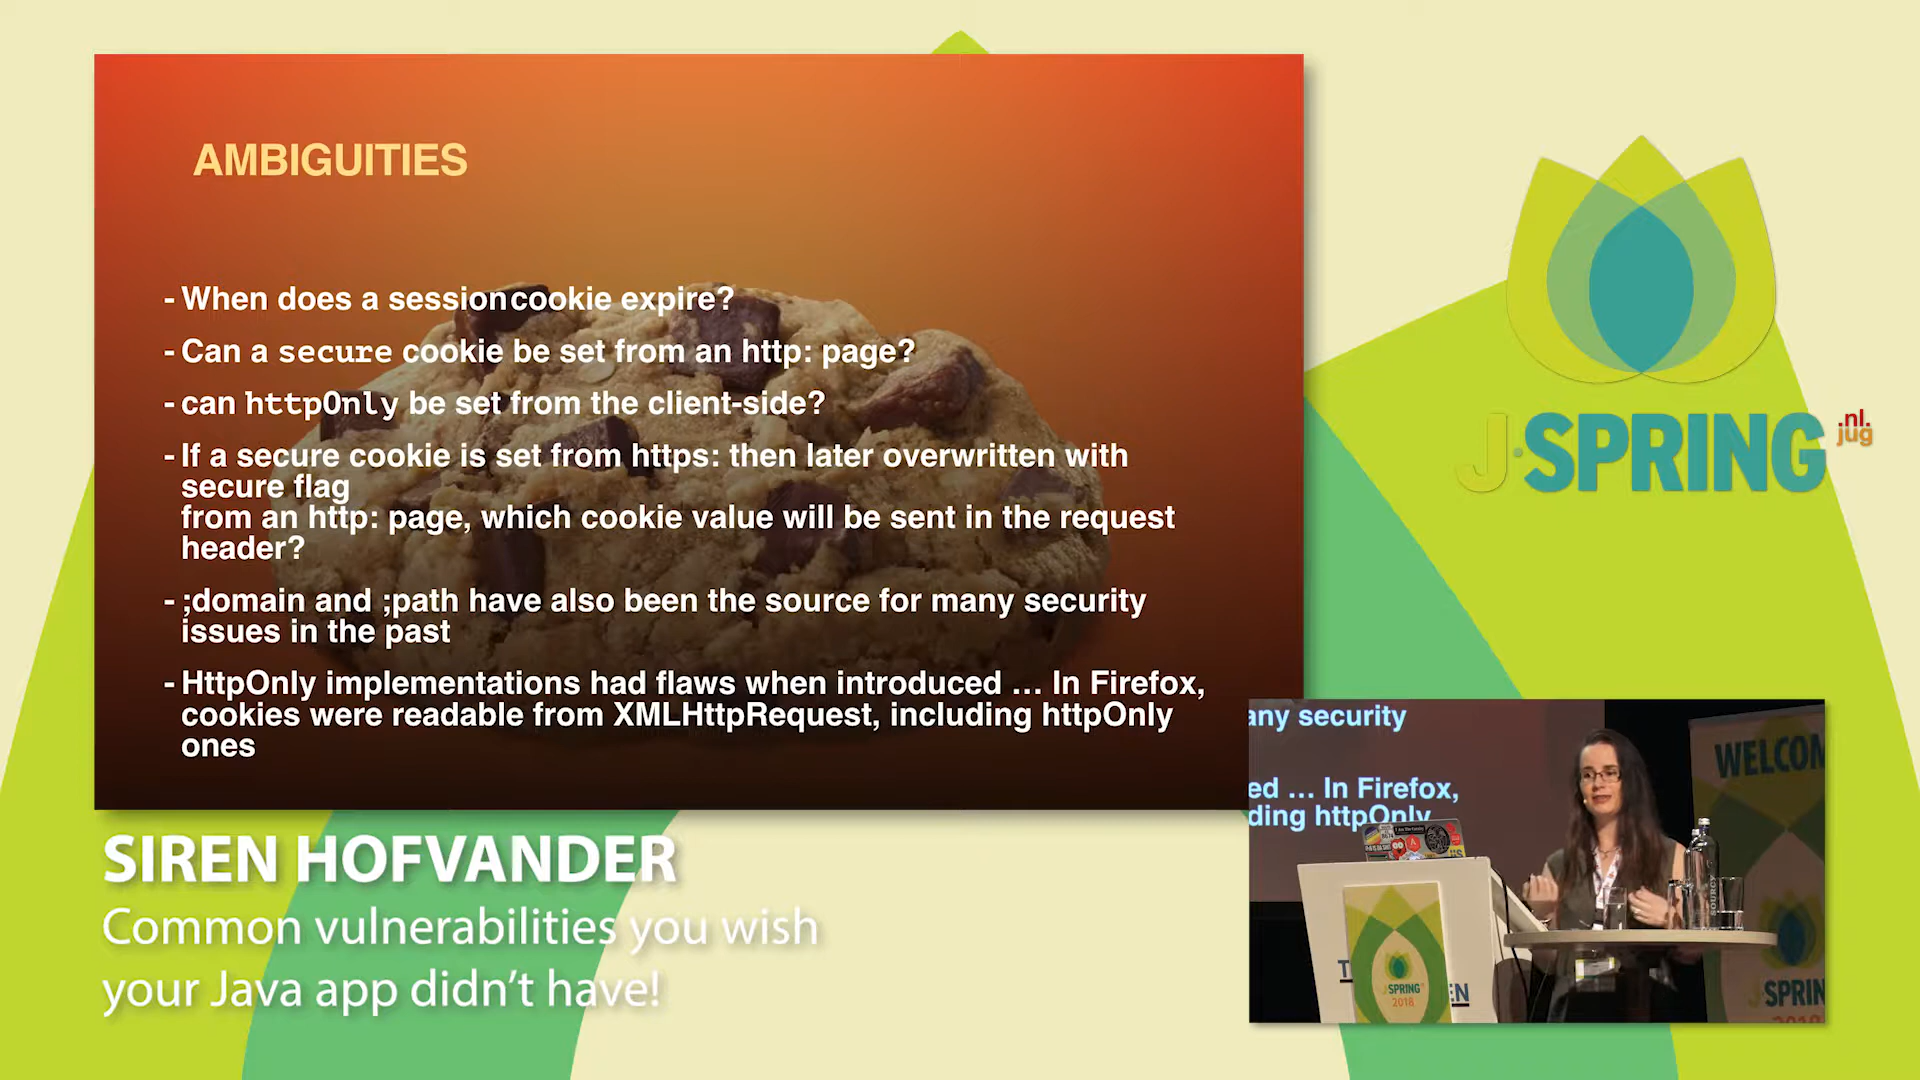 AMBIGUITIES
- When does a session cookie expire?
- Can a secure cookie be set from an http: page?
- can httpOnly be set from the client-side?
- If a secure cookie is set from https: then later overwritten with
secure flag
from an http: page, which cookie value will be sent in the request
header?
- ;domain and ;path have also been the source for many security
issues in the past
- HttpOnly implementations had flaws when introduced ... In Firefox,
cookies were readable from XMLHttpRequest, including httpOnly
ones
J·SPRING
.nl.
jug
SIREN HOFVANDER
Common vulnerabilities you wish
your Java app didn't have!
any security
ed ... In Firefox,
ding httpOnly
WELCOM
SOURCY
J·SPRING
2018
EN
J·SPRIN
2018